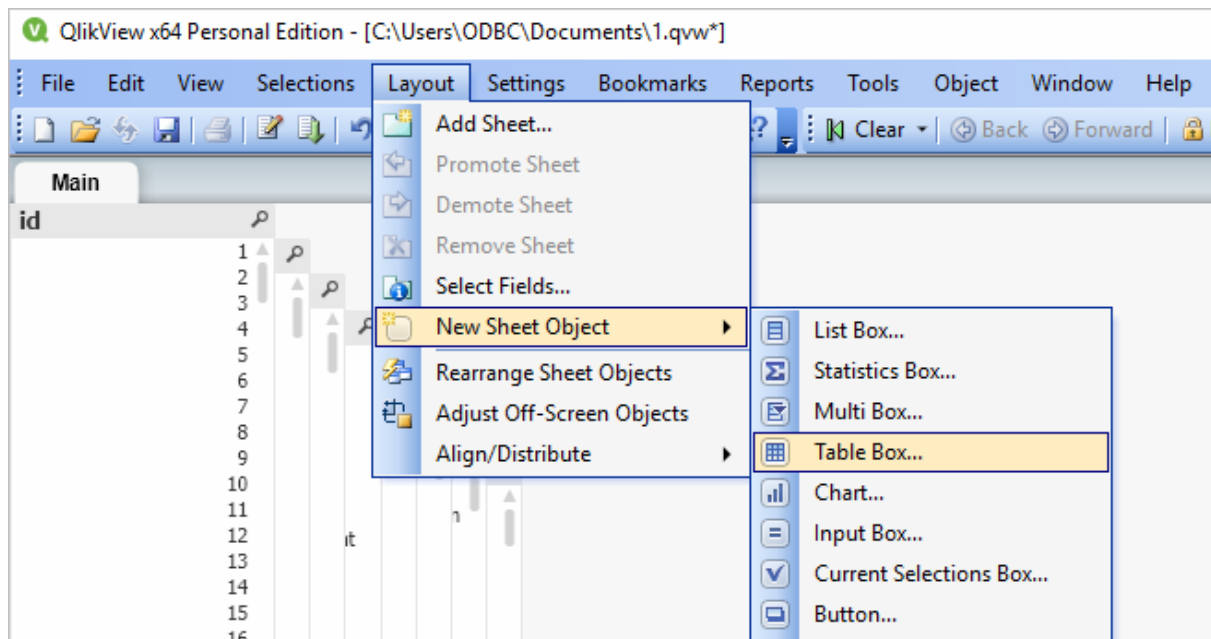 QlikView x64 Personal Edition - [C:\Users\ODBC\Documents\1.qvw*]
File Edit View Selections Layout Settings Bookmarks Reports Tools Object Window Help
Clear Back Forward
Main
id
1
2
3
4
5
6
7
8
9
10
11
12
13
14
15
16
Add Sheet...
Promote Sheet
Demote Sheet
Remove Sheet
Select Fields...
New Sheet Object
Rearrange Sheet Objects
Adjust Off-Screen Objects
Align/Distribute
List Box...
Statistics Box...
Multi Box...
Table Box...
Chart...
Input Box...
Current Selections Box...
Button...